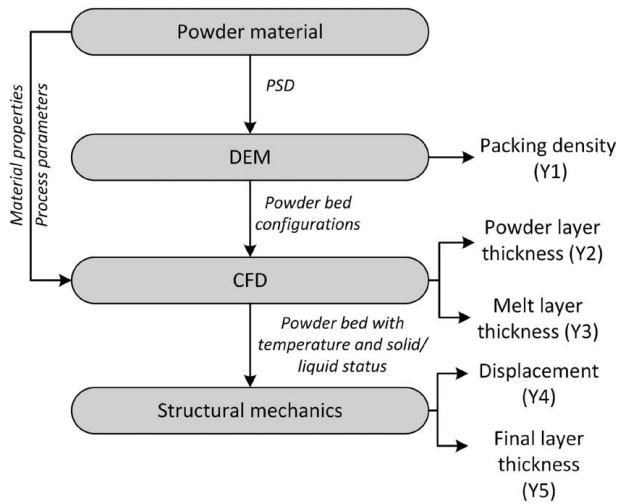 Powder material
Material properties
Process parameters
PSD
DEM
Packing density
(Y1)
Powder bed
configurations
Powder layer
thickness (Y2)
CFD
Melt layer
thickness (Y3)
Powder bed with
temperature and solid/
liquid status
Displacement
(Y4)
Structural mechanics
Final layer
thickness
(Y5)